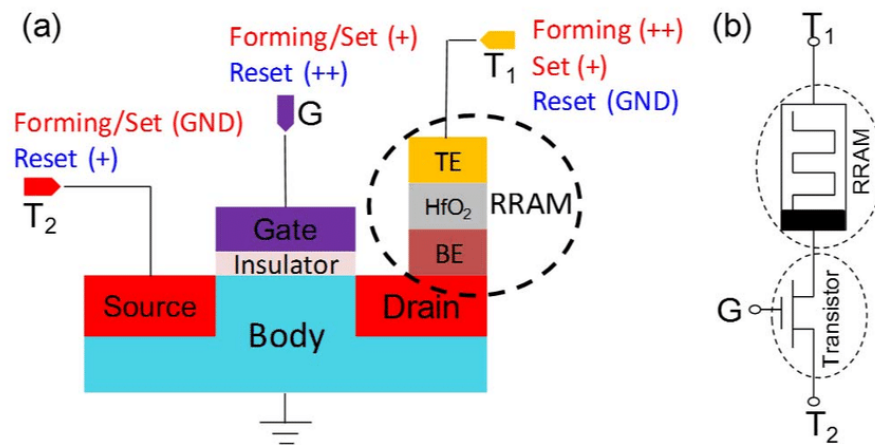 (a)
Forming/Set (+)
Reset (++)
G
Forming (++)
T₁
Set (+)
Reset (GND)
Forming/Set (GND)
Reset (+)
T₂
TE
HfO₂
BE
RRAM
Gate
Insulator
Source
Drain
Body
(b)
T₁
RRAM
G
Transistor
T₂